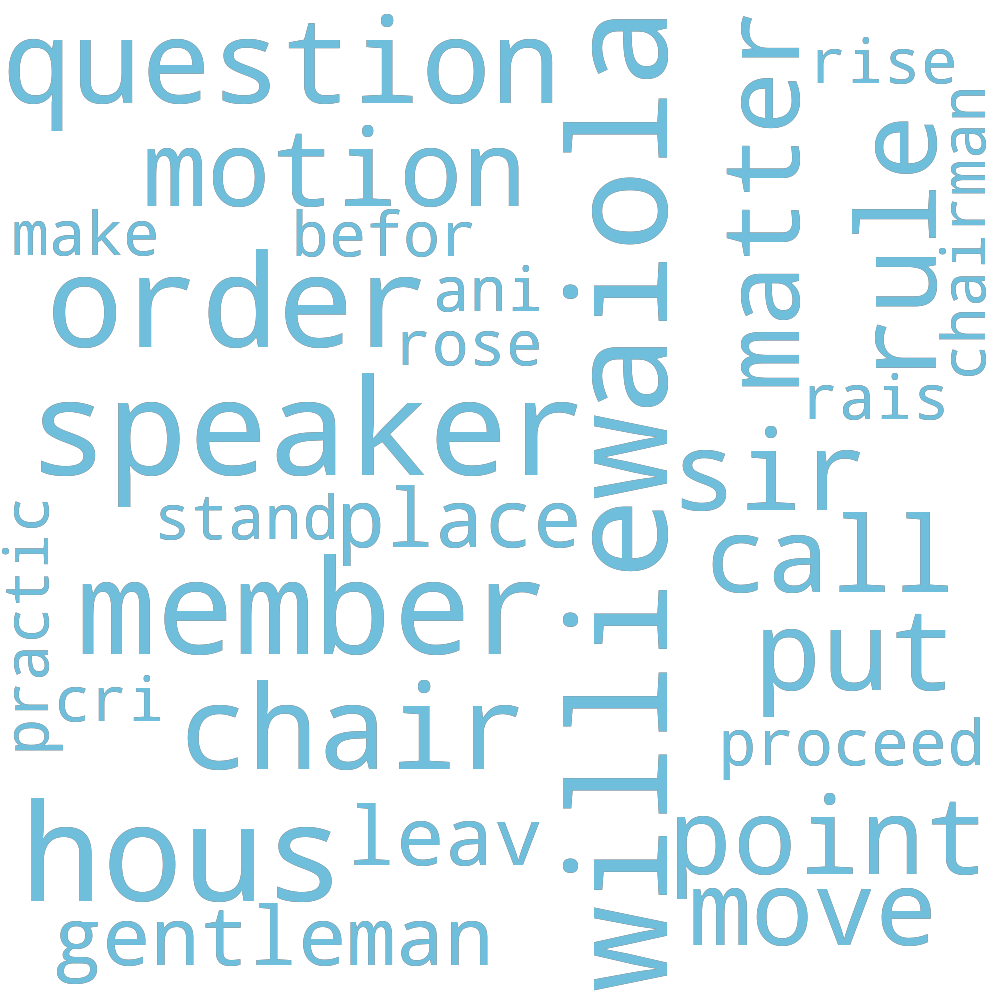 question
williewaiola
matter
rise
motion
rule
chairman
make
befor
order
ani
rose
speaker
rais
sir
stand
place
practic
call
member
put
cri
chair
proceed
hous
leav
point
move
gentleman